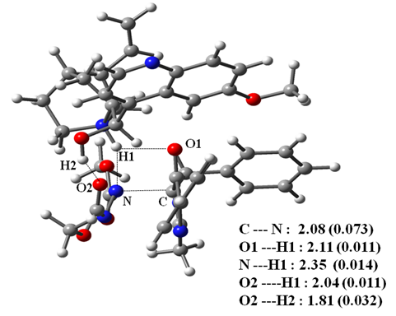 O1
H1
H2
O2
N
C
C --- N : 2.08 (0.073)
O1 ---H1 : 2.11 (0.011)
N ---H1 : 2.35 (0.014)
O2 ----H1 : 2.04 (0.011)
O2 ---H2 : 1.81 (0.032)